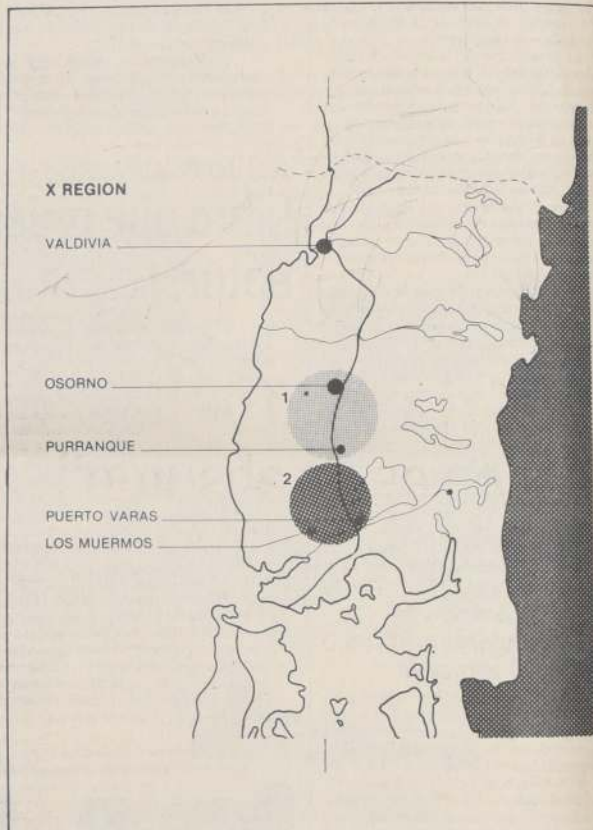 X REGION
VALDIVIA
OSORNO
1
PURRANQUE
2
PUERTO VARAS
LOS MUERMOS